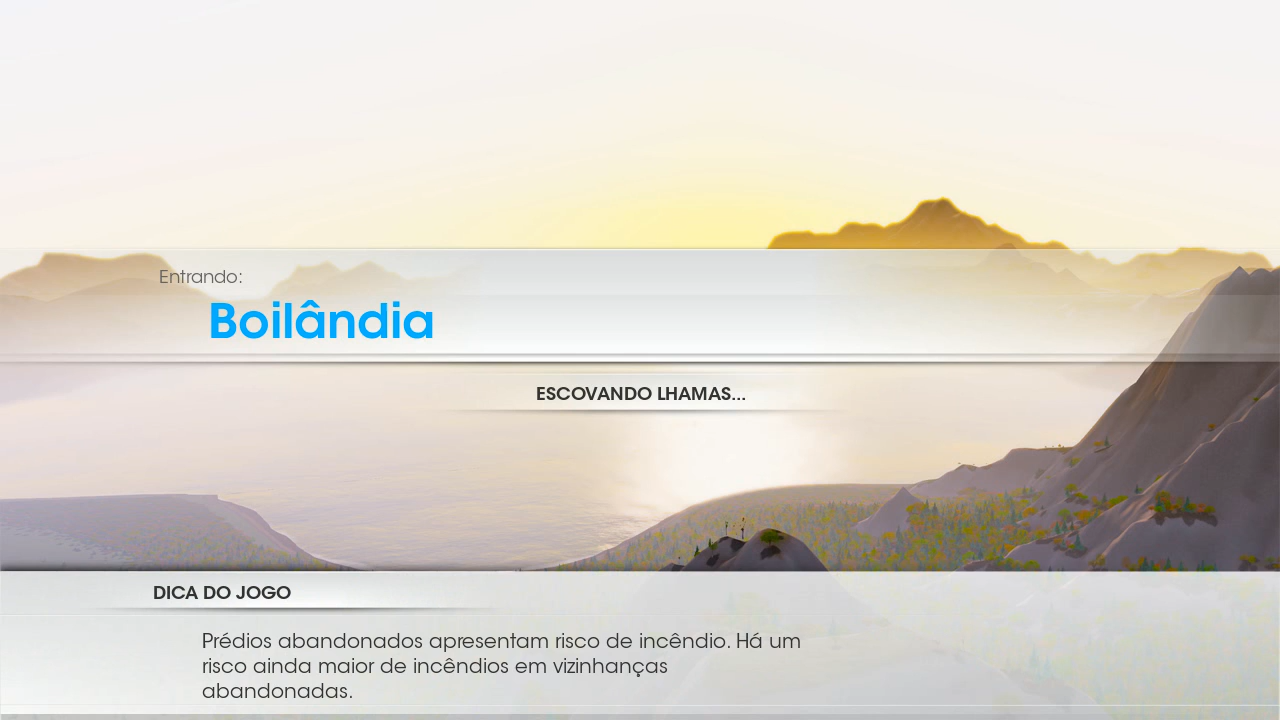 Entrando:
Boilândia
ESCOVANDO LHAMAS...
DICA DO JOGO
Prédios abandonados apresentam risco de incêndio. Há um
risco ainda maior de incêndios em vizinhanças
abandonadas.